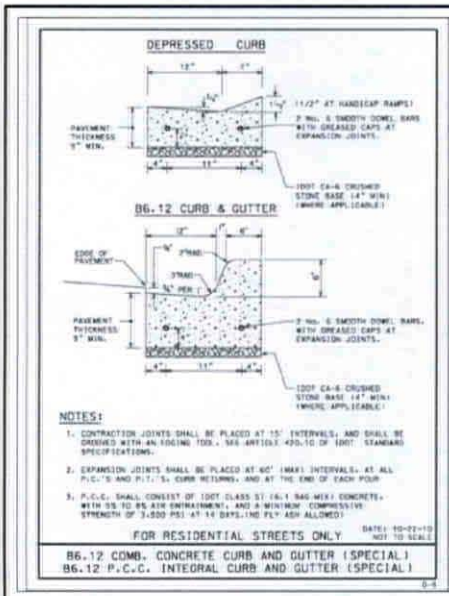 DEPRESSED CURB
12"
(1/2" AT HANDICAP RAMPS)
PAVEMENT
THICKNESS
9" MIN.
2 No. 6 SMOOTH DOWEL BARS
WITH GREASED CAPS AT
EXPANSION JOINTS.
4" 11" 4"
IDOT CA-6 CRUSHED
STONE BASE (4" MIN)
(WHERE APPLICABLE)
B6.12 CURB & GUTTER
12" 1" 6"
EDGE OF
PAVEMENT
2"RAD
3"RAD
6"
PAVEMENT
THICKNESS
9" MIN.
2 No. 6 SMOOTH DOWEL BARS,
WITH GREASED CAPS AT
EXPANSION JOINTS.
4" 11" 4"
IDOT CA-6 CRUSHED
STONE BASE (4" MIN)
(WHERE APPLICABLE)
NOTES:
1. CONTRACTION JOINTS SHALL BE PLACED AT 15' INTERVALS, AND SHALL BE
GROOVED WITH AN EDGING TOOL. SEE ARTICLE 420.10 OF IDOT STANDARD
SPECIFICATIONS.
2. EXPANSION JOINTS SHALL BE PLACED AT 60' (MAX) INTERVALS, AT ALL
P.C.'S AND P.T.'S, CURB RETURNS, AND AT THE END OF EACH POUR
3. P.C.C. SHALL CONSIST OF IDOT CLASS SI (6.1 BAG MIX) CONCRETE,
WITH 5% TO 8% AIR ENTRAINMENT, AND A MINIMUM COMPRESSIVE
STRENGTH OF 3,500 PSI AT 14 DAYS. (NO FLY ASH ALLOWED)
FOR RESIDENTIAL STREETS ONLY
DATE: 10-22-10
NOT TO SCALE
B6.12 COMB. CONCRETE CURB AND GUTTER (SPECIAL)
B6.12 P.C.C. INTEGRAL CURB AND GUTTER (SPECIAL)